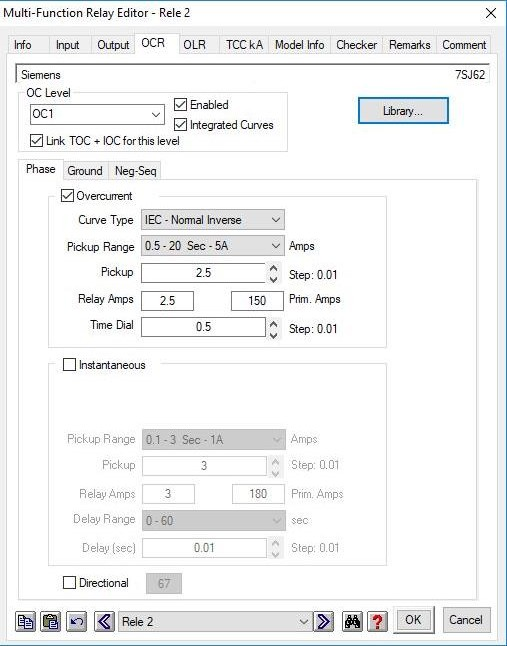 Multi-Function Relay Editor - Rele 2
Info Input Output OCR OLR TCC kA Model Info Checker Remarks Comment
Siemens 7SJ62
OC Level
OC1
Enabled
Integrated Curves
Library...
Link TOC + IOC for this level
Phase Ground Neg-Seq
Overcurrent
Curve Type IEC - Normal Inverse
Pickup Range 0.5 - 20 Sec - 5A Amps
Pickup 2.5 Step: 0.01
Relay Amps 2.5 150 Prim. Amps
Time Dial 0.5 Step: 0.01
Instantaneous
Pickup Range 0.1 - 3 Sec - 1A Amps
Pickup 3 Step: 0.01
Relay Amps 3 180 Prim. Amps
Delay Range 0 - 60 sec
Delay (sec) 0.01 Step: 0.01
Directional 67
Rele 2 ? OK Cancel